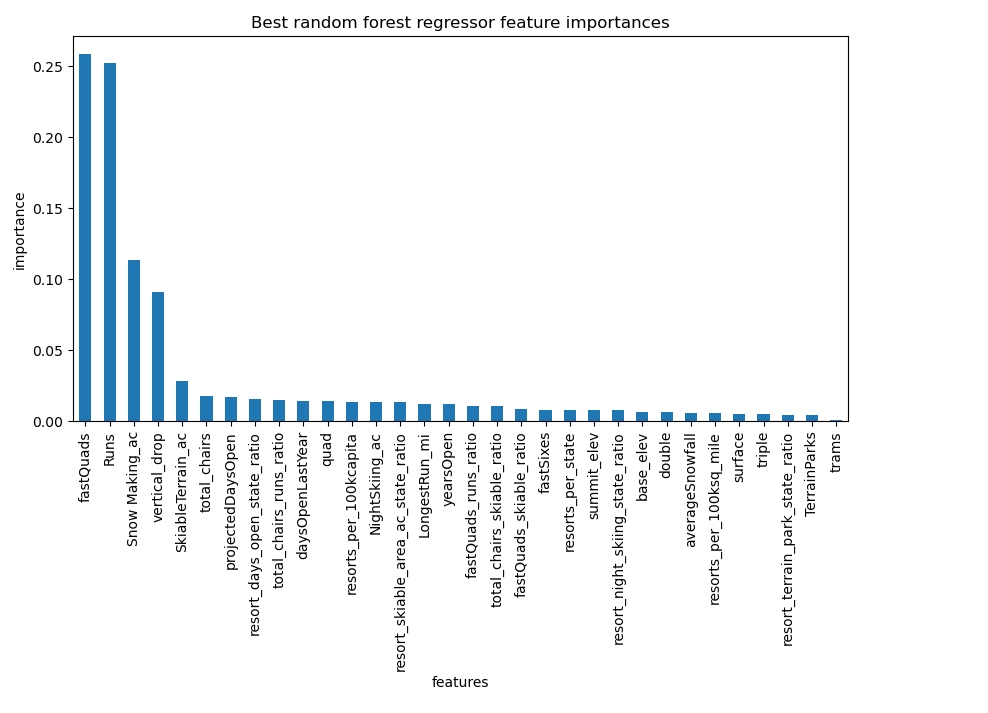 Best random forest regressor feature importances
importance
0.25
0.20
0.15
0.10
0.05
0.00
fastQuads
Runs
Snow Making_ac
vertical_drop
SkiableTerrain_ac
total_chairs
projectedDaysOpen
resort_days_open_state_ratio
total_chairs_runs_ratio
daysOpenLastYear
quad
resorts_per_100kcapita
NightSkiing_ac
resort_skiable_area_ac_state_ratio
LongestRun_mi
yearsOpen
fastQuads_runs_ratio
total_chairs_skiable_ratio
fastQuads_skiable_ratio
fastSixes
resorts_per_state
summit_elev
resort_night_skiing_state_ratio
base_elev
double
averageSnowfall
resorts_per_100ksq_mile
surface
triple
resort_terrain_park_state_ratio
TerrainParks
trams
features